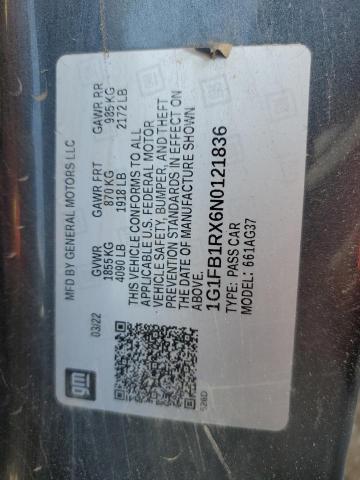 MFD BY GENERAL MOTORS LLC
03/22 GVWR GAWR FRT GAWR RR
1855 KG 870 KG 985 KG
4090 LB 1918 LB 2172 LB
THIS VEHICLE CONFORMS TO ALL
APPLICABLE U.S. FEDERAL MOTOR
VEHICLE SAFETY, BUMPER, AND THEFT
PREVENTION STANDARDS IN EFFECT ON
THE DATE OF MANUFACTURE SHOWN
ABOVE.
1G1FB1RX6N0121836
TYPE: PASS CAR
MODEL: 661AG37
gm
526D